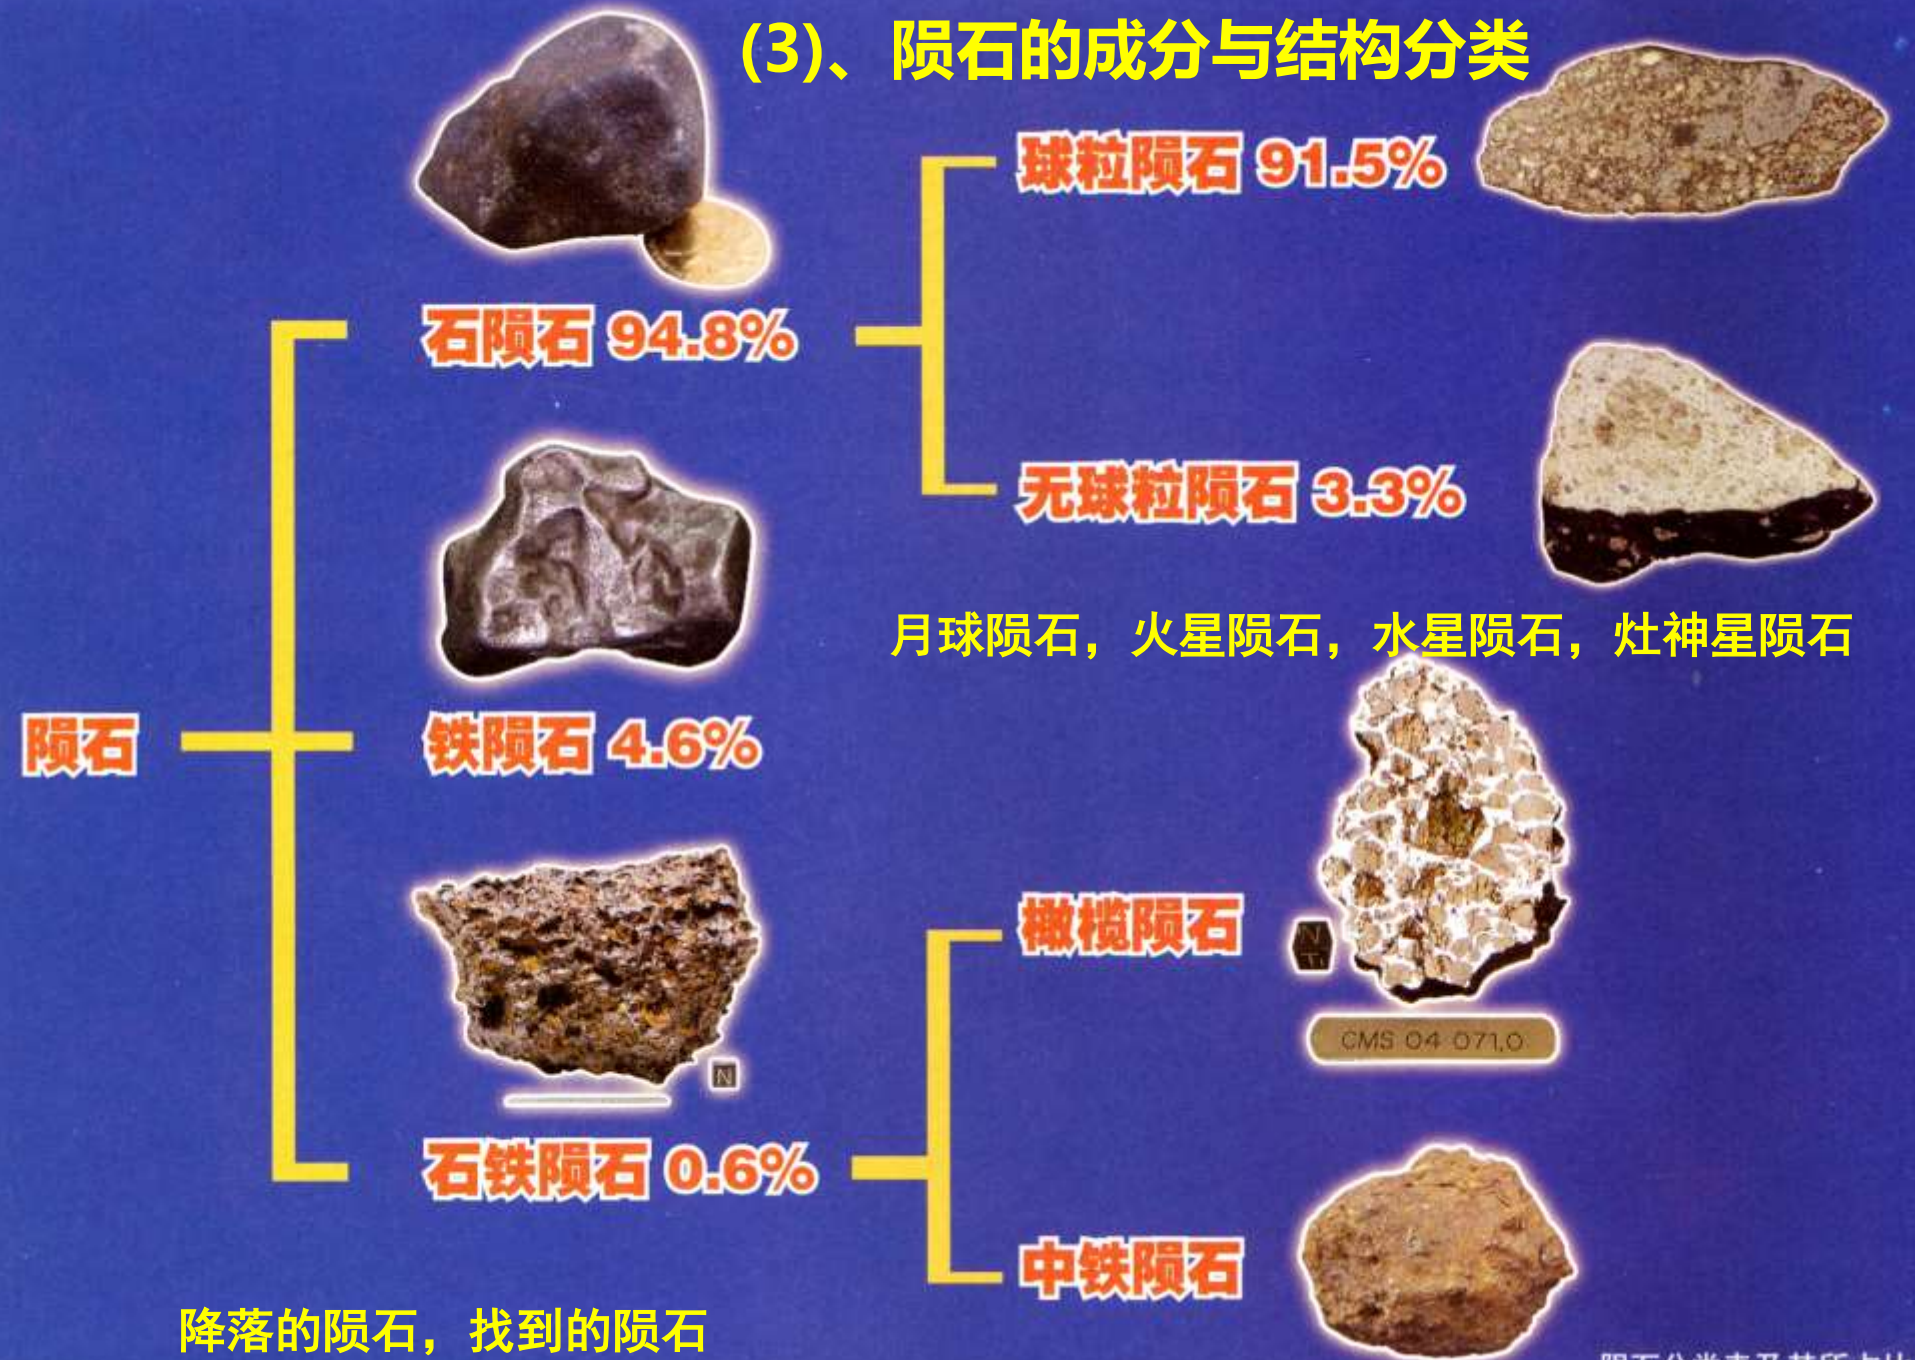 (3)、陨石的成分与结构分类
球粒陨石 91.5%
石陨石 94.8%
无球粒陨石 3.3%
月球陨石，火星陨石，水星陨石，灶神星陨石
陨石
铁陨石 4.6%
橄榄陨石
N
CMS 04 071,0
N
石铁陨石 0.6%
中铁陨石
降落的陨石，找到的陨石